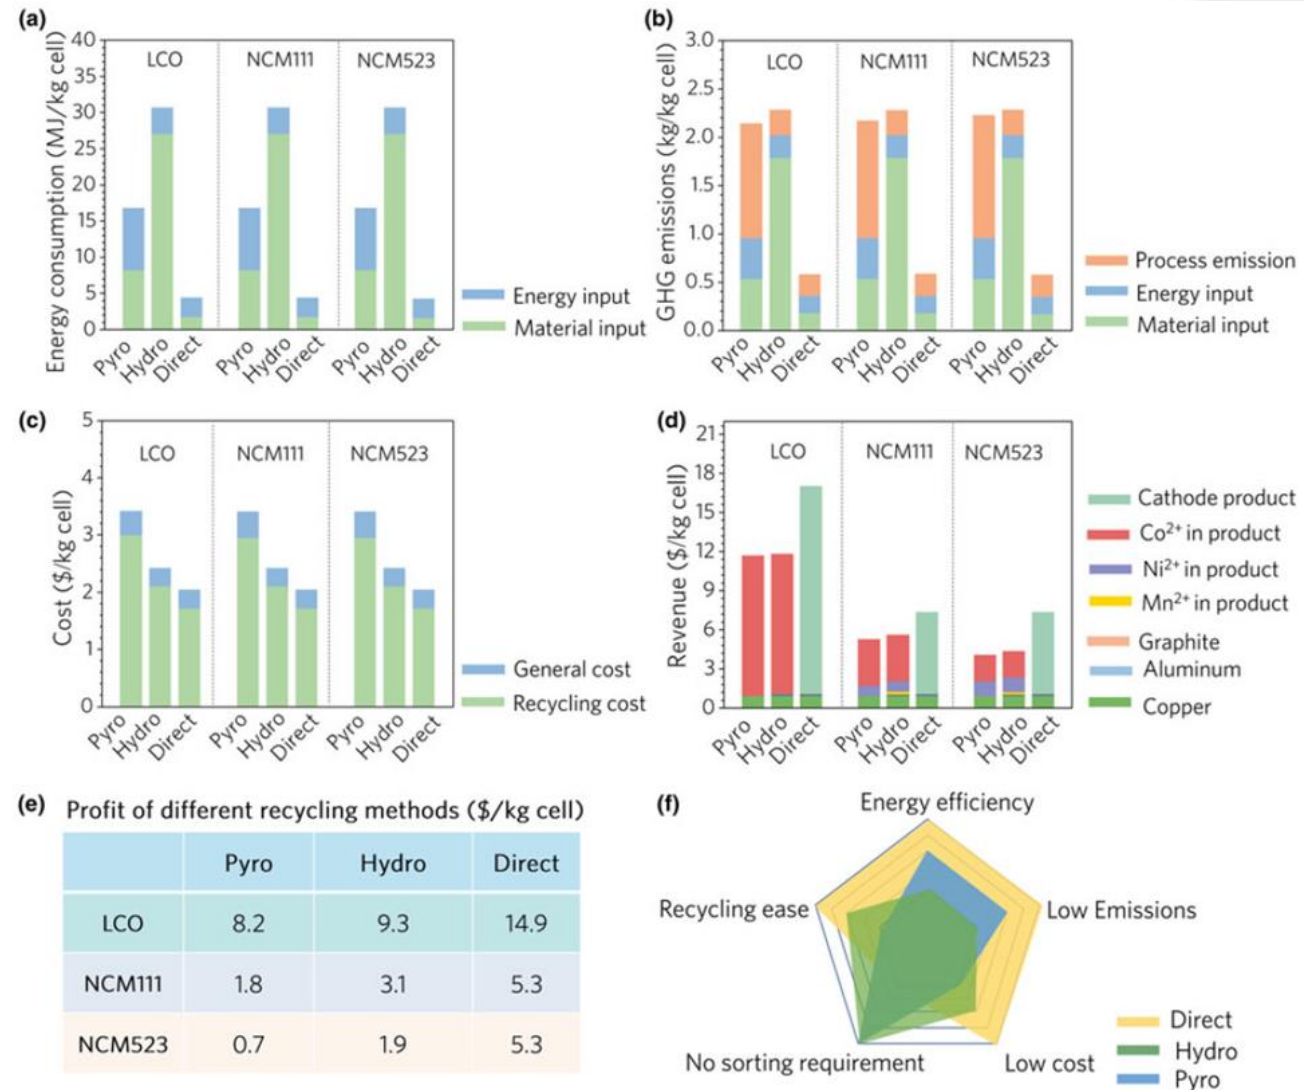 (a)
Energy consumption (MJ/kg cell)
40
35
30
25
20
15
10
5
0
LCO
NCM111
NCM523
Pyro
Hydro
Direct
Pyro
Hydro
Direct
Pyro
Hydro
Direct
Energy input
Material input
(b)
GHG emissions (kg/kg cell)
3.0
2.5
2.0
1.5
1.0
0.5
0.0
LCO
NCM111
NCM523
Pyro
Hydro
Direct
Pyro
Hydro
Direct
Pyro
Hydro
Direct
Process emission
Energy input
Material input
(c)
Cost ($/kg cell)
5
4
3
2
1
0
LCO
NCM111
NCM523
Pyro
Hydro
Direct
Pyro
Hydro
Direct
Pyro
Hydro
Direct
General cost
Recycling cost
(d)
Revenue ($/kg cell)
21
18
15
12
9
6
3
0
LCO
NCM111
NCM523
Pyro
Hydro
Direct
Pyro
Hydro
Direct
Pyro
Hydro
Direct
Cathode product
Co²⁺ in product
Ni²⁺ in product
Mn²⁺ in product
Graphite
Aluminum
Copper
(e) Profit of different recycling methods ($/kg cell)
Pyro Hydro Direct
LCO 8.2 9.3 14.9
NCM111 1.8 3.1 5.3
NCM523 0.7 1.9 5.3
(f)
Energy efficiency
Recycling ease
Low Emissions
No sorting requirement
Low cost
Direct
Hydro
Pyro